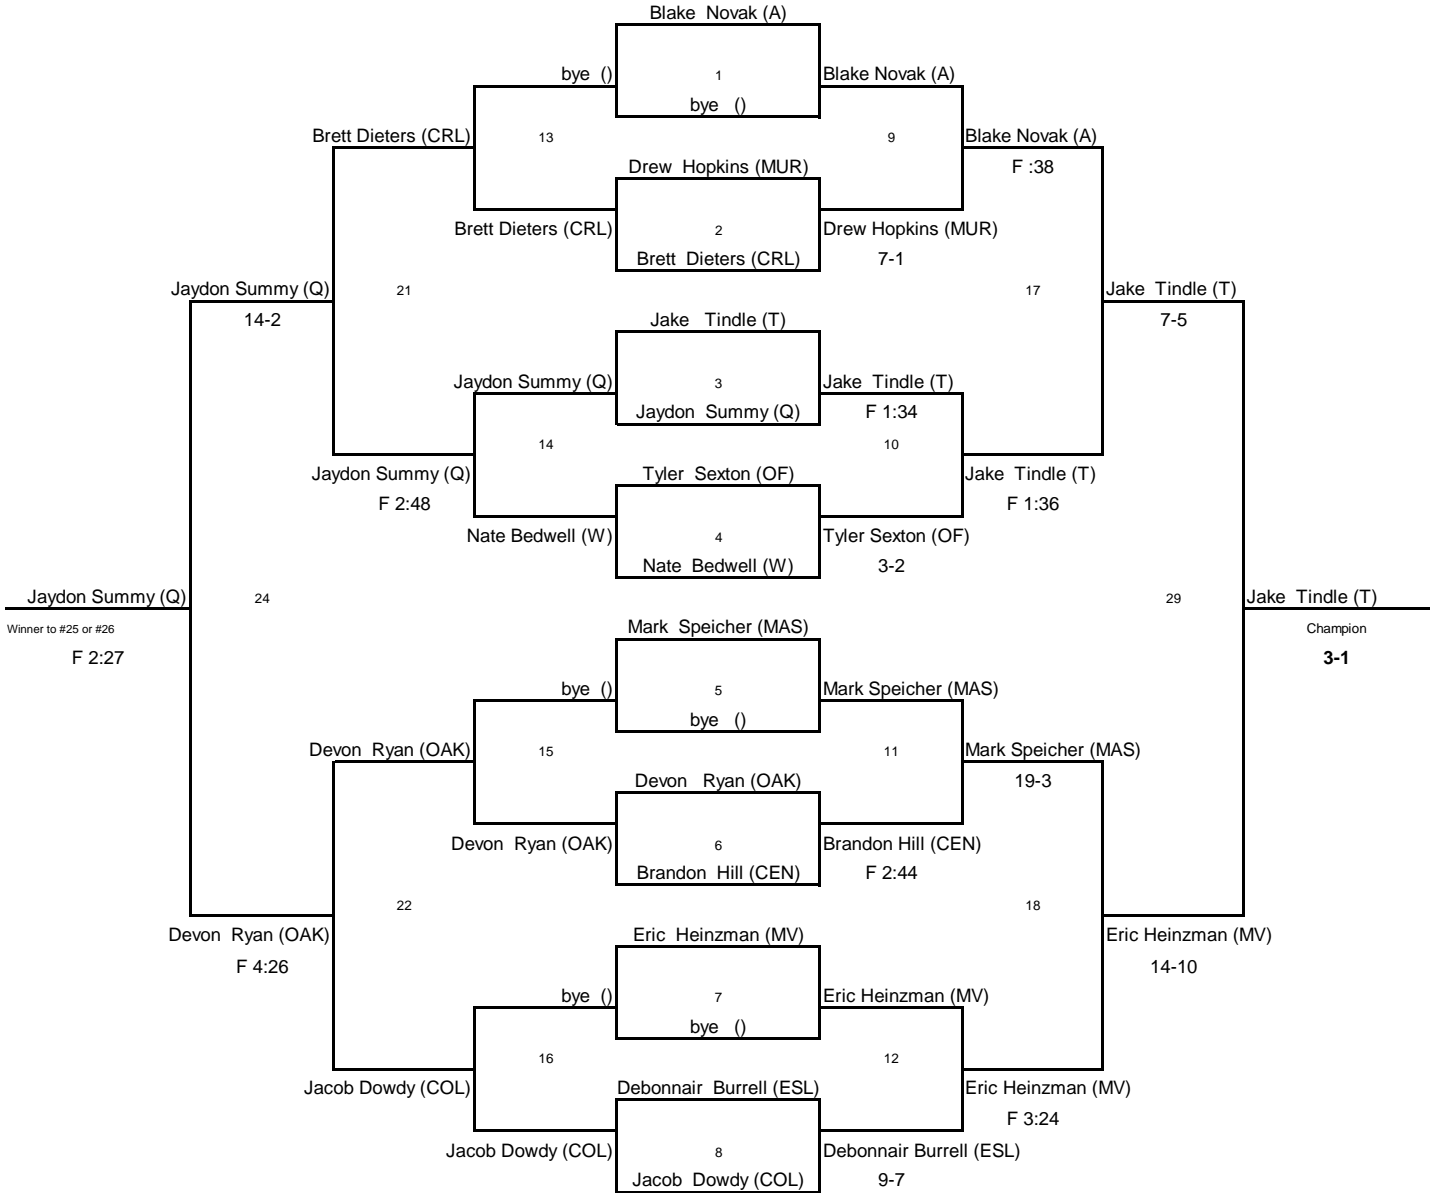 Blake Novak (A)
bye () 1 Blake Novak (A)
bye ()
Brett Dieters (CRL) 13 9 Blake Novak (A)
Drew Hopkins (MUR) F :38
Brett Dieters (CRL) 2 Drew Hopkins (MUR)
Brett Dieters (CRL) 7-1
Jaydon Summy (Q) 21 17 Jake Tindle (T)
14-2 Jake Tindle (T) 7-5
Jaydon Summy (Q) 3 Jake Tindle (T)
Jaydon Summy (Q) F 1:34
14 10
Jaydon Summy (Q) Tyler Sexton (OF) Jake Tindle (T)
F 2:48 F 1:36
Nate Bedwell (W) 4 Tyler Sexton (OF)
Nate Bedwell (W) 3-2
Jaydon Summy (Q) 24 29 Jake Tindle (T)
Winner to #25 or #26 Mark Speicher (MAS) Champion
F 2:27 3-1
bye () 5 Mark Speicher (MAS)
bye ()
Devon Ryan (OAK) 15 11 Mark Speicher (MAS)
Devon Ryan (OAK) 19-3
Devon Ryan (OAK) 6 Brandon Hill (CEN)
Brandon Hill (CEN) F 2:44
22 18
Devon Ryan (OAK) Eric Heinzman (MV) Eric Heinzman (MV)
F 4:26 14-10
bye () 7 Eric Heinzman (MV)
bye ()
16 12
Jacob Dowdy (COL) Debonnair Burrell (ESL) Eric Heinzman (MV)
F 3:24
Jacob Dowdy (COL) 8 Debonnair Burrell (ESL)
Jacob Dowdy (COL) 9-7